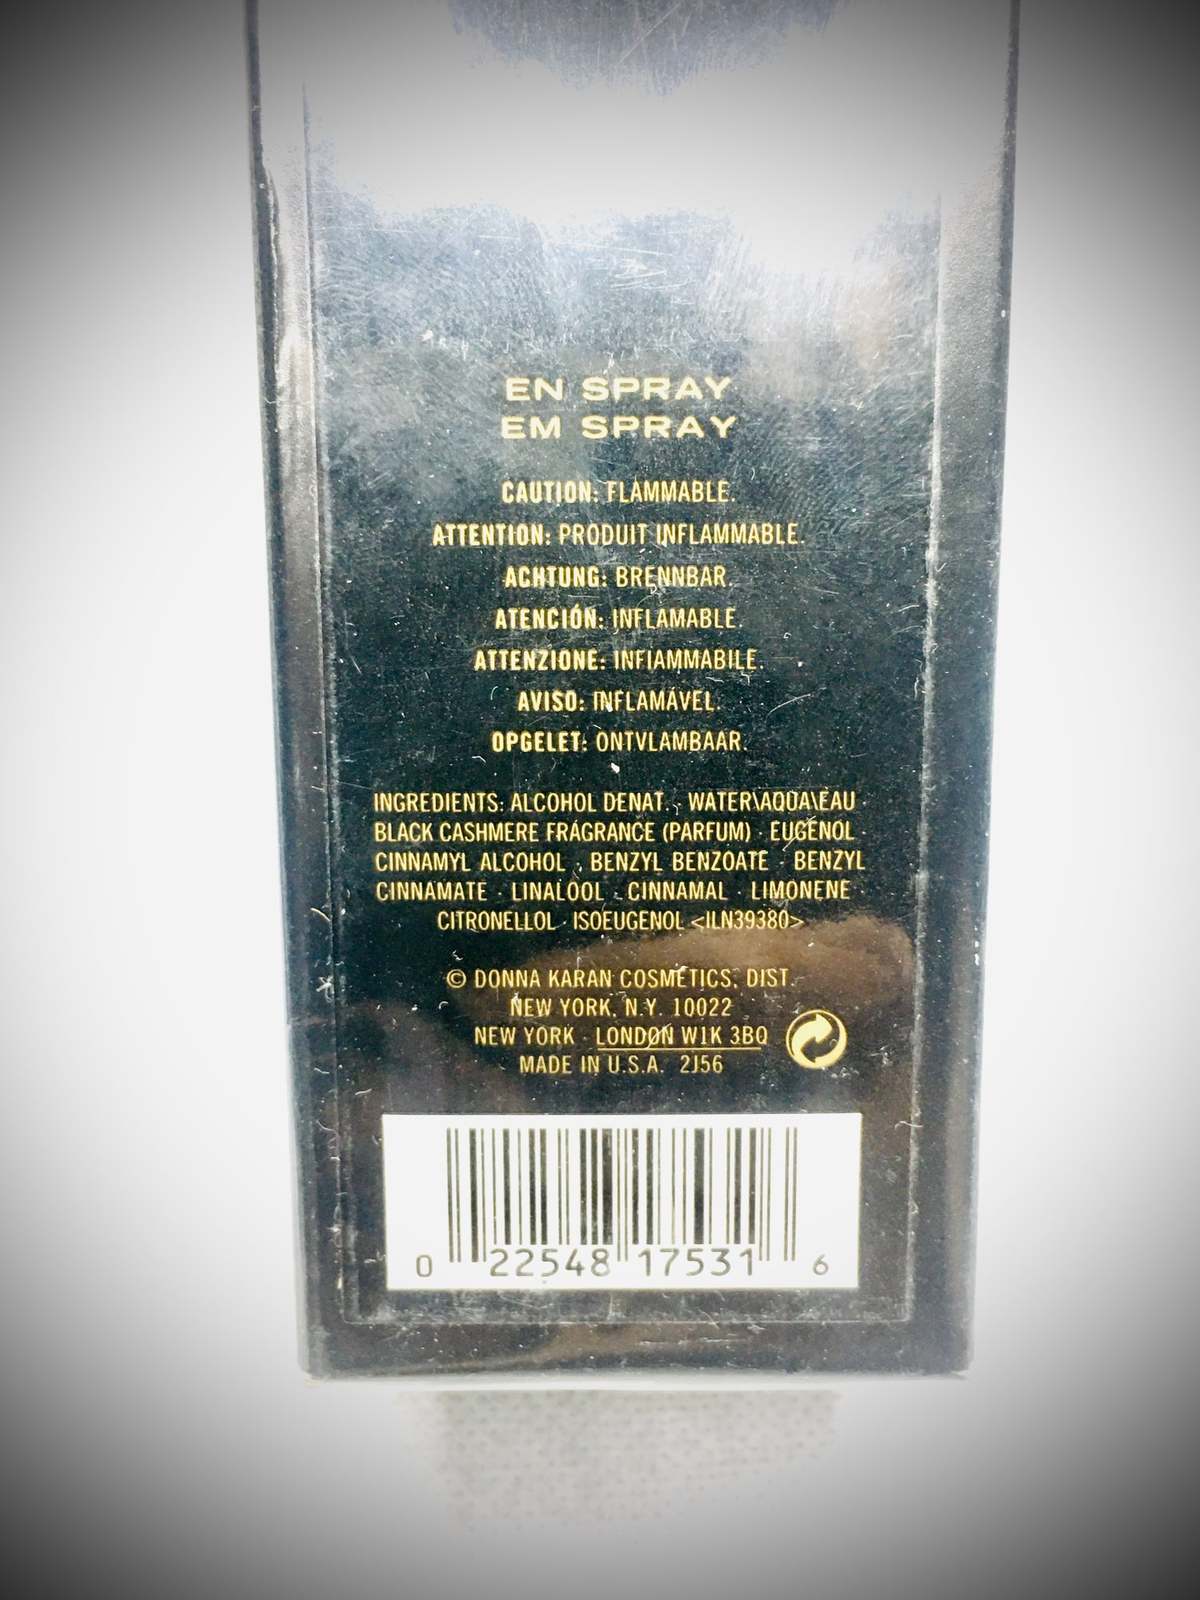 EN SPRAY
EM SPRAY
CAUTION: FLAMMABLE.
ATTENTION: PRODUIT INFLAMMABLE.
ACHTUNG: BRENNBAR.
ATENCIÓN: INFLAMABLE.
ATTENZIONE: INFIAMMABILE.
AVISO: INFLAMÁVEL.
OPGELET: ONTVLAMBAAR.
INGREDIENTS: ALCOHOL DENAT. · WATER\AQUA\EAU ·
BLACK CASHMERE FRAGRANCE (PARFUM) · EUGENOL ·
CINNAMYL ALCOHOL · BENZYL BENZOATE · BENZYL
CINNAMATE · LINALOOL · CINNAMAL · LIMONENE ·
CITRONELLOL · ISOEUGENOL <ILN39380>
© DONNA KARAN COSMETICS, DIST.
NEW YORK, N.Y. 10022
NEW YORK · LONDON W1K 3BQ
MADE IN U.S.A. 2J56
0 22548 17531 6